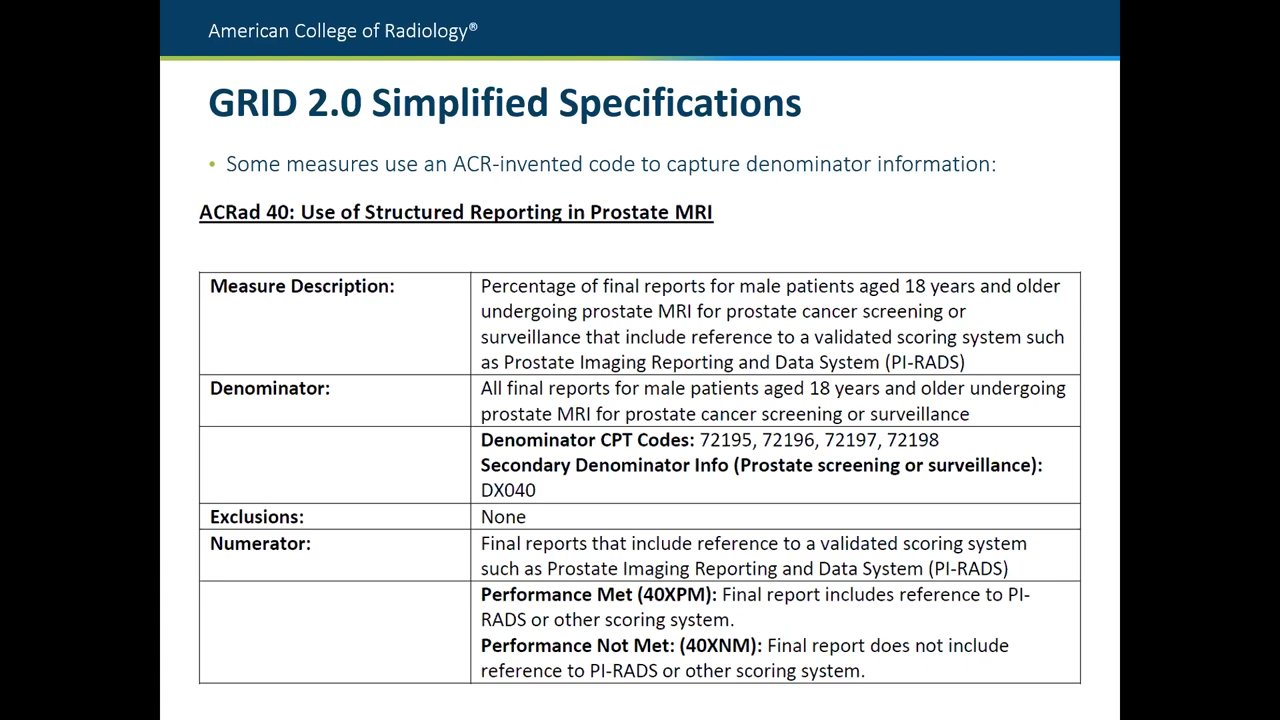 American College of Radiology®
GRID 2.0 Simplified Specifications
• Some measures use an ACR-invented code to capture denominator information:
ACRad 40: Use of Structured Reporting in Prostate MRI
Measure Description:
Percentage of final reports for male patients aged 18 years and older
undergoing prostate MRI for prostate cancer screening or
surveillance that include reference to a validated scoring system such
as Prostate Imaging Reporting and Data System (PI-RADS)
Denominator:
All final reports for male patients aged 18 years and older undergoing
prostate MRI for prostate cancer screening or surveillance
Denominator CPT Codes: 72195, 72196, 72197, 72198
Secondary Denominator Info (Prostate screening or surveillance):
DX040
Exclusions:
None
Numerator:
Final reports that include reference to a validated scoring system
such as Prostate Imaging Reporting and Data System (PI-RADS)
Performance Met (40XPM): Final report includes reference to PI-
RADS or other scoring system.
Performance Not Met: (40XNM): Final report does not include
reference to PI-RADS or other scoring system.